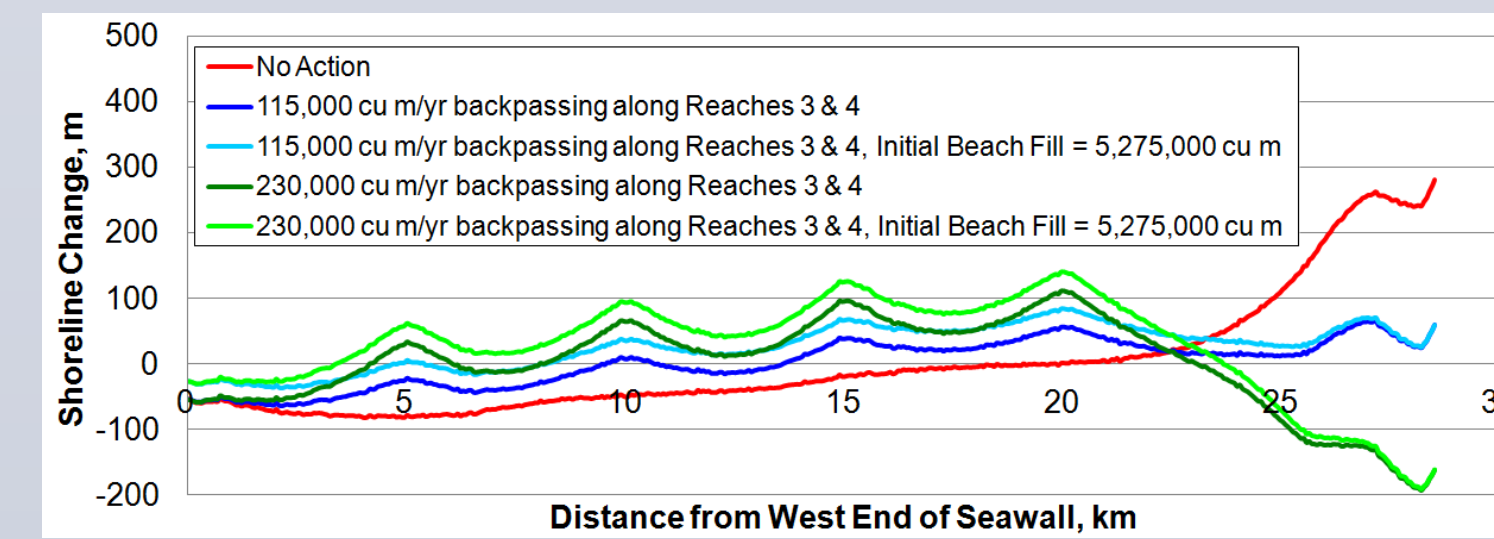 500
400
300
200
100
0
-100
-200
Shoreline Change, m
No Action
115,000 cu m/yr backpassing along Reaches 3 & 4
115,000 cu m/yr backpassing along Reaches 3 & 4, Initial Beach Fill = 5,275,000 cu m
230,000 cu m/yr backpassing along Reaches 3 & 4
230,000 cu m/yr backpassing along Reaches 3 & 4, Initial Beach Fill = 5,275,000 cu m
0 5 10 15 20 25 3
Distance from West End of Seawall, km